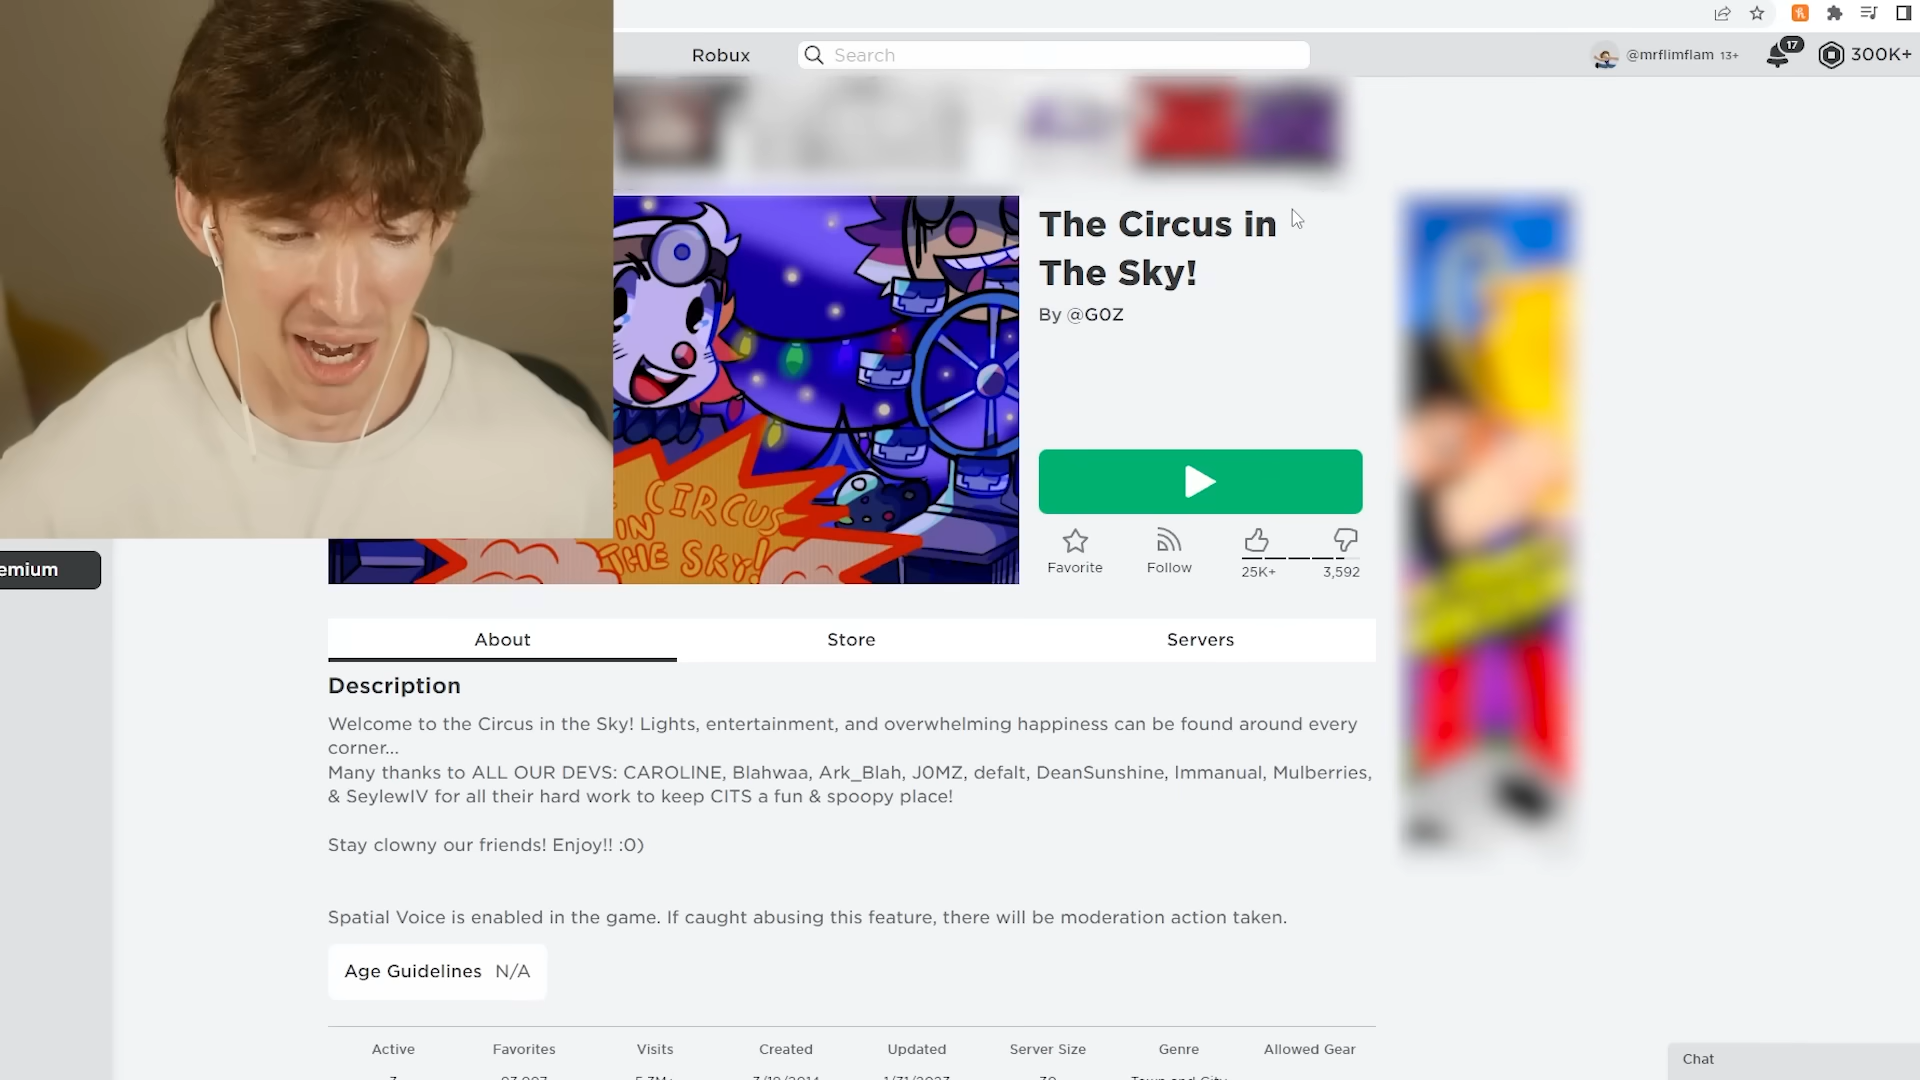 Robux
Search
@mrflimflam 13+
17
300K+
The Circus in
The Sky!
By @G0Z
CIRCUS
IN
THE SKY!
Favorite
Follow
25K+
3,592
emium
About
Store
Servers
Description
Welcome to the Circus in the Sky! Lights, entertainment, and overwhelming happiness can be found around every
corner...
Many thanks to ALL OUR DEVS: CAROLINE, Blahwaa, Ark_Blah, J0MZ, defalt, DeanSunshine, Immanual, Mulberries,
& SeylewIV for all their hard work to keep CITS a fun & spoopy place!
Stay clowny our friends! Enjoy!! :0)
Spatial Voice is enabled in the game. If caught abusing this feature, there will be moderation action taken.
Age Guidelines N/A
Active
Favorites
Visits
Created
Updated
Server Size
Genre
Allowed Gear
Chat